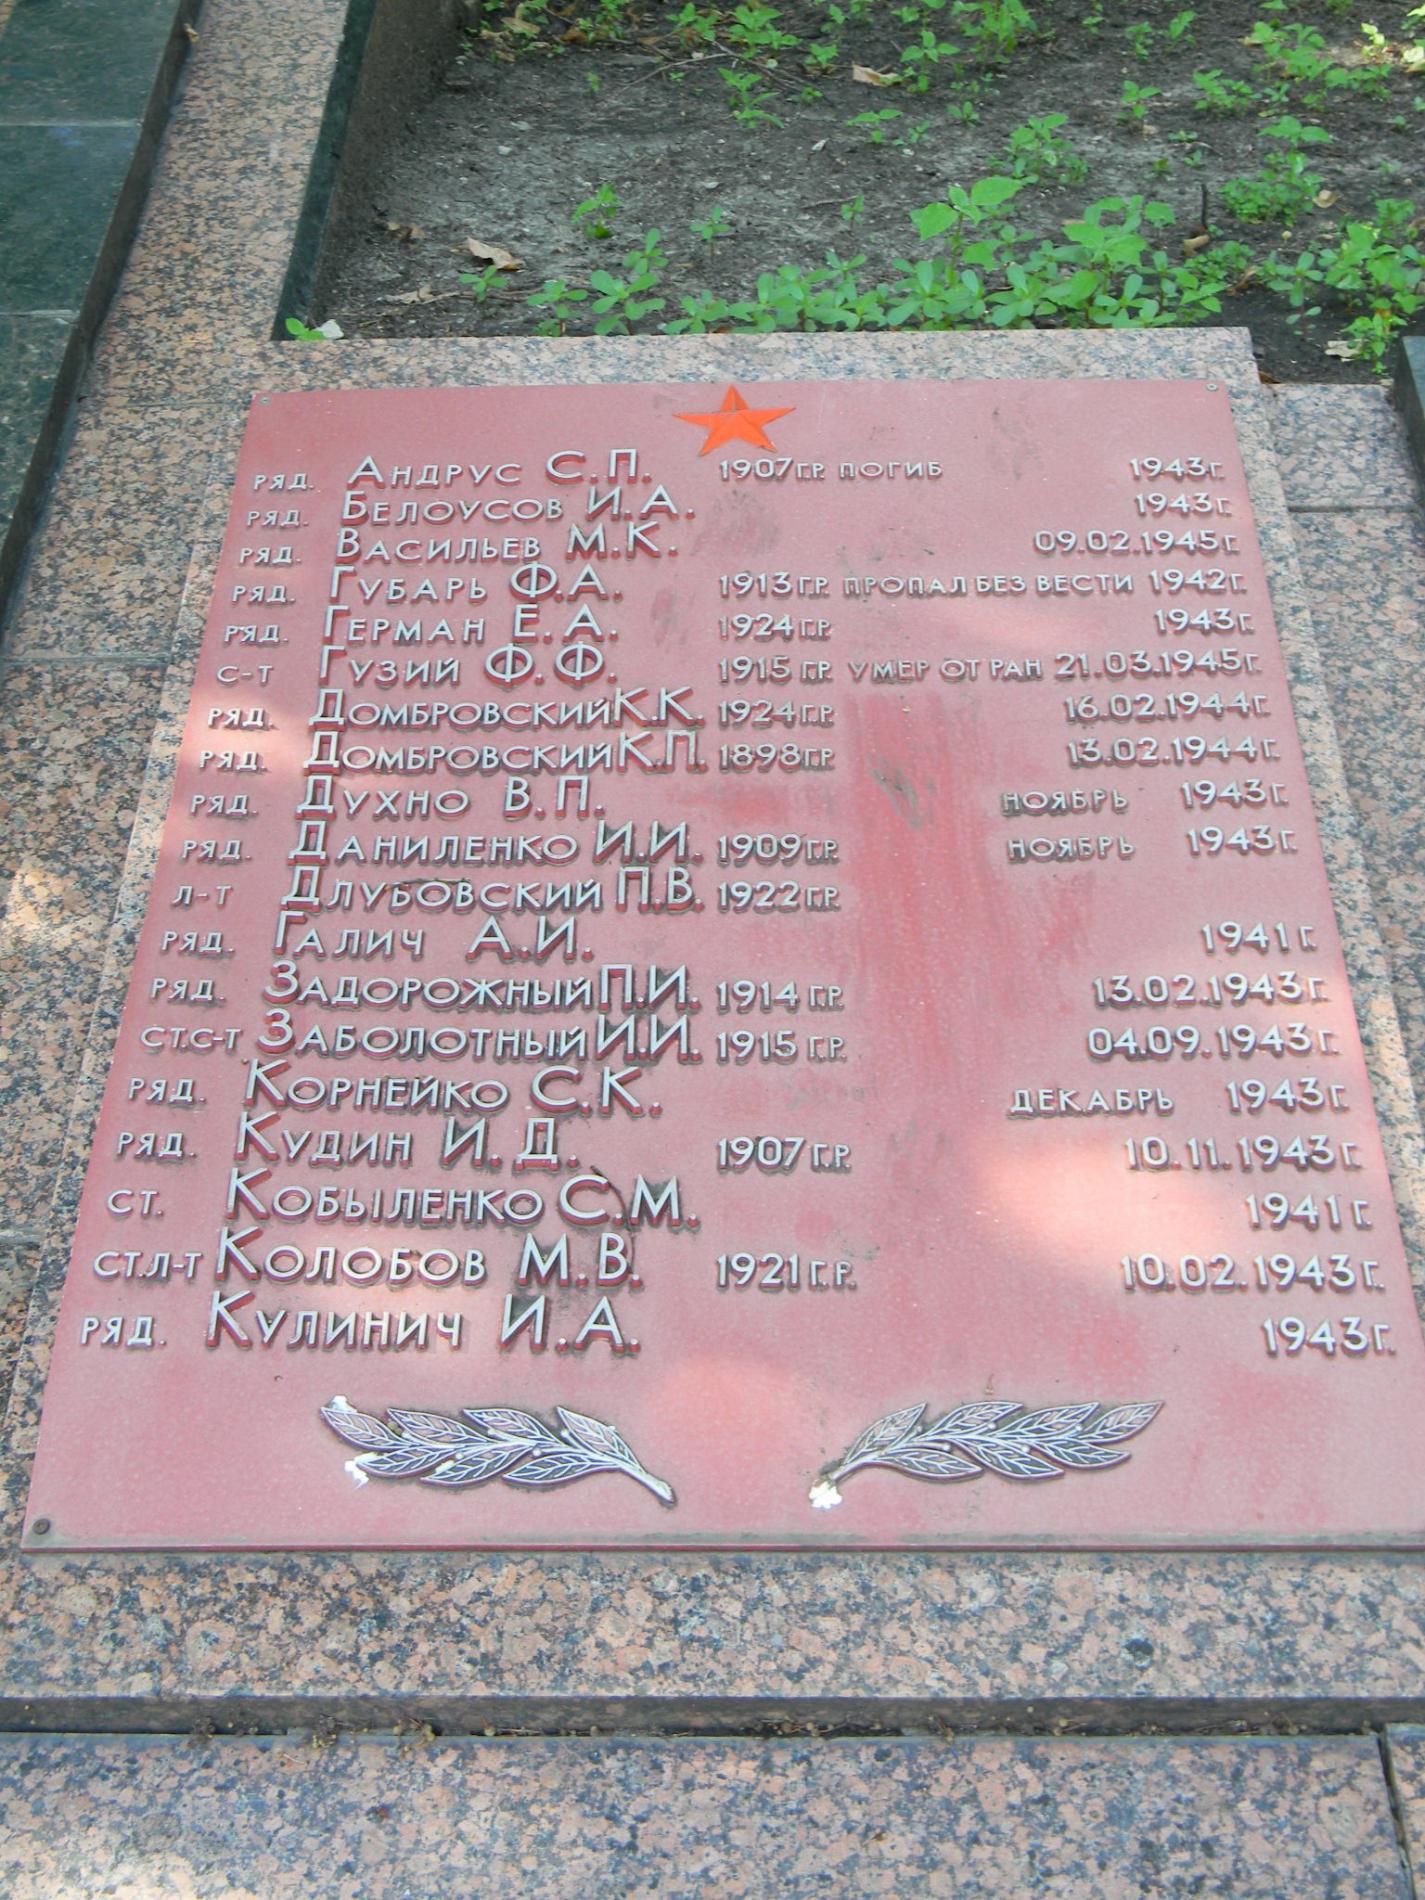 РЯД. АНДРУС С.П. 1907Г.Р. ПОГИБ 1943Г.
РЯД. БЕЛОУСОВ И.А. 1943Г.
РЯД. ВАСИЛЬЕВ М.К. 09.02.1945Г.
РЯД. ГУБАРЬ Ф.А. 1913Г.Р. ПРОПАЛ БЕЗ ВЕСТИ 1942Г.
РЯД. ГЕРМАН Е.А. 1924Г.Р. 1943Г.
С-Т ГУЗИЙ Ф.Ф. 1915Г.Р. УМЕР ОТ РАН 21.03.1945Г.
РЯД. ДОМБРОВСКИЙ К.К. 1924Г.Р. 16.02.1944Г.
РЯД. ДОМБРОВСКИЙ К.П. 1898Г.Р. 13.02.1944Г.
РЯД. ДУХНО В.П. НОЯБРЬ 1943Г.
РЯД. ДАНИЛЕНКО И.И. 1909Г.Р. НОЯБРЬ 1943Г.
Л-Т ДЛУБОВСКИЙ П.В. 1922Г.Р.
РЯД. ГАЛИЧ А.И. 1941Г.
РЯД. ЗАДОРОЖНЫЙ П.И. 1914Г.Р. 13.02.1943Г.
СТ.С-Т ЗАБОЛОТНЫЙ И.И. 1915Г.Р. 04.09.1943Г.
РЯД. КОРНЕЙКО С.К. ДЕКАБРЬ 1943Г.
РЯД. КУДИН И.Д. 1907Г.Р. 10.11.1943Г.
СТ. КОБЫЛЕНКО С.М. 1941Г.
СТ.Л-Т КОЛОБОВ М.В. 1921Г.Р. 10.02.1943Г.
РЯД. КУЛИНИЧ И.А. 1943Г.